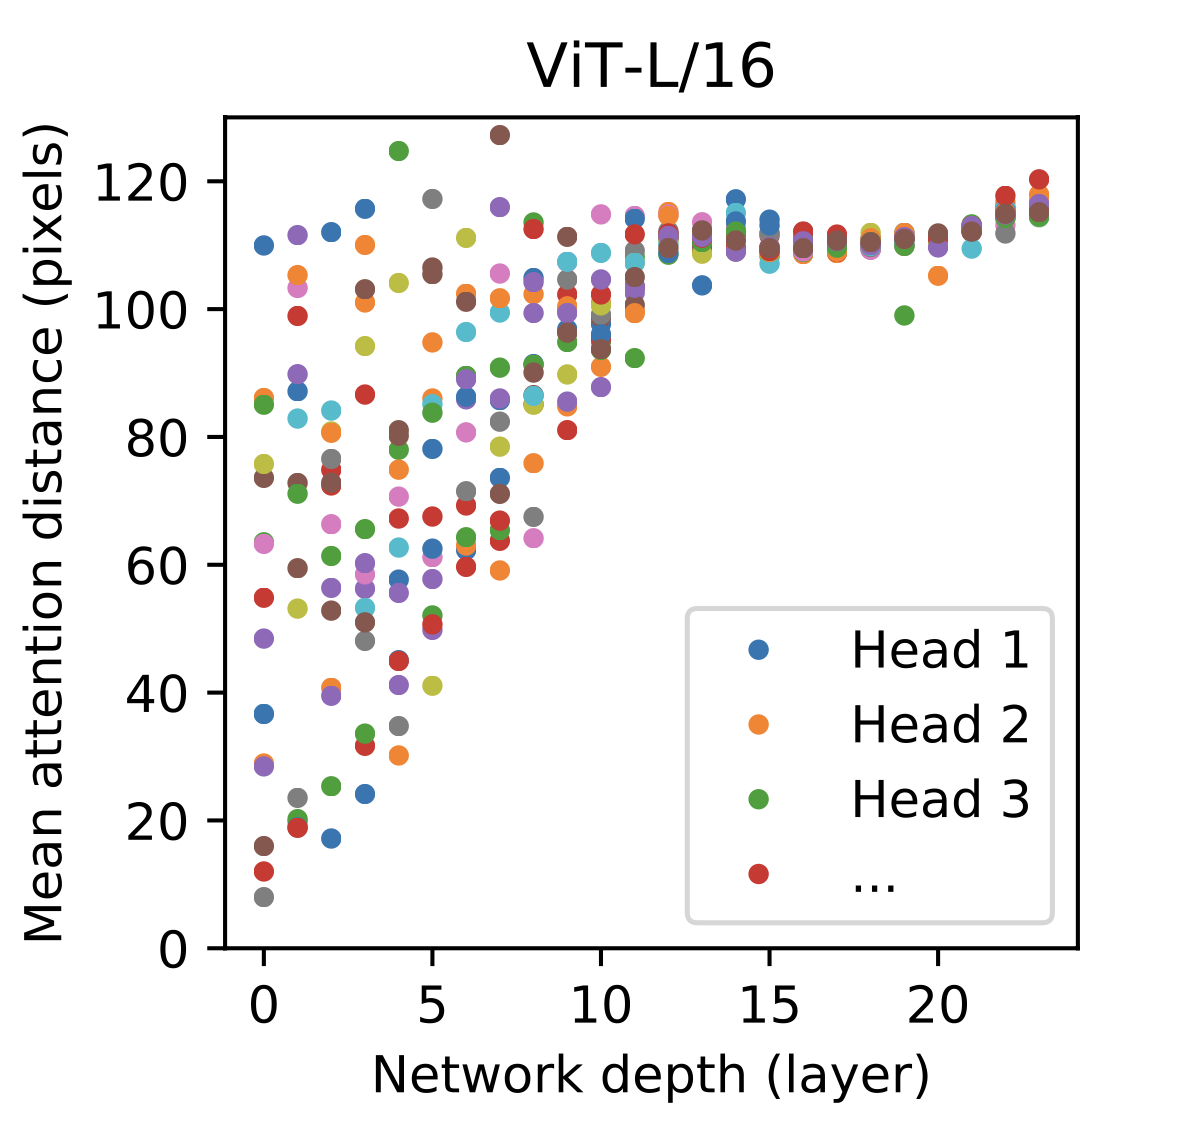 ViT-L/16
Mean attention distance (pixels)
120
100
80
60
40
20
0
Head 1
Head 2
Head 3
...
0 5 10 15 20
Network depth (layer)